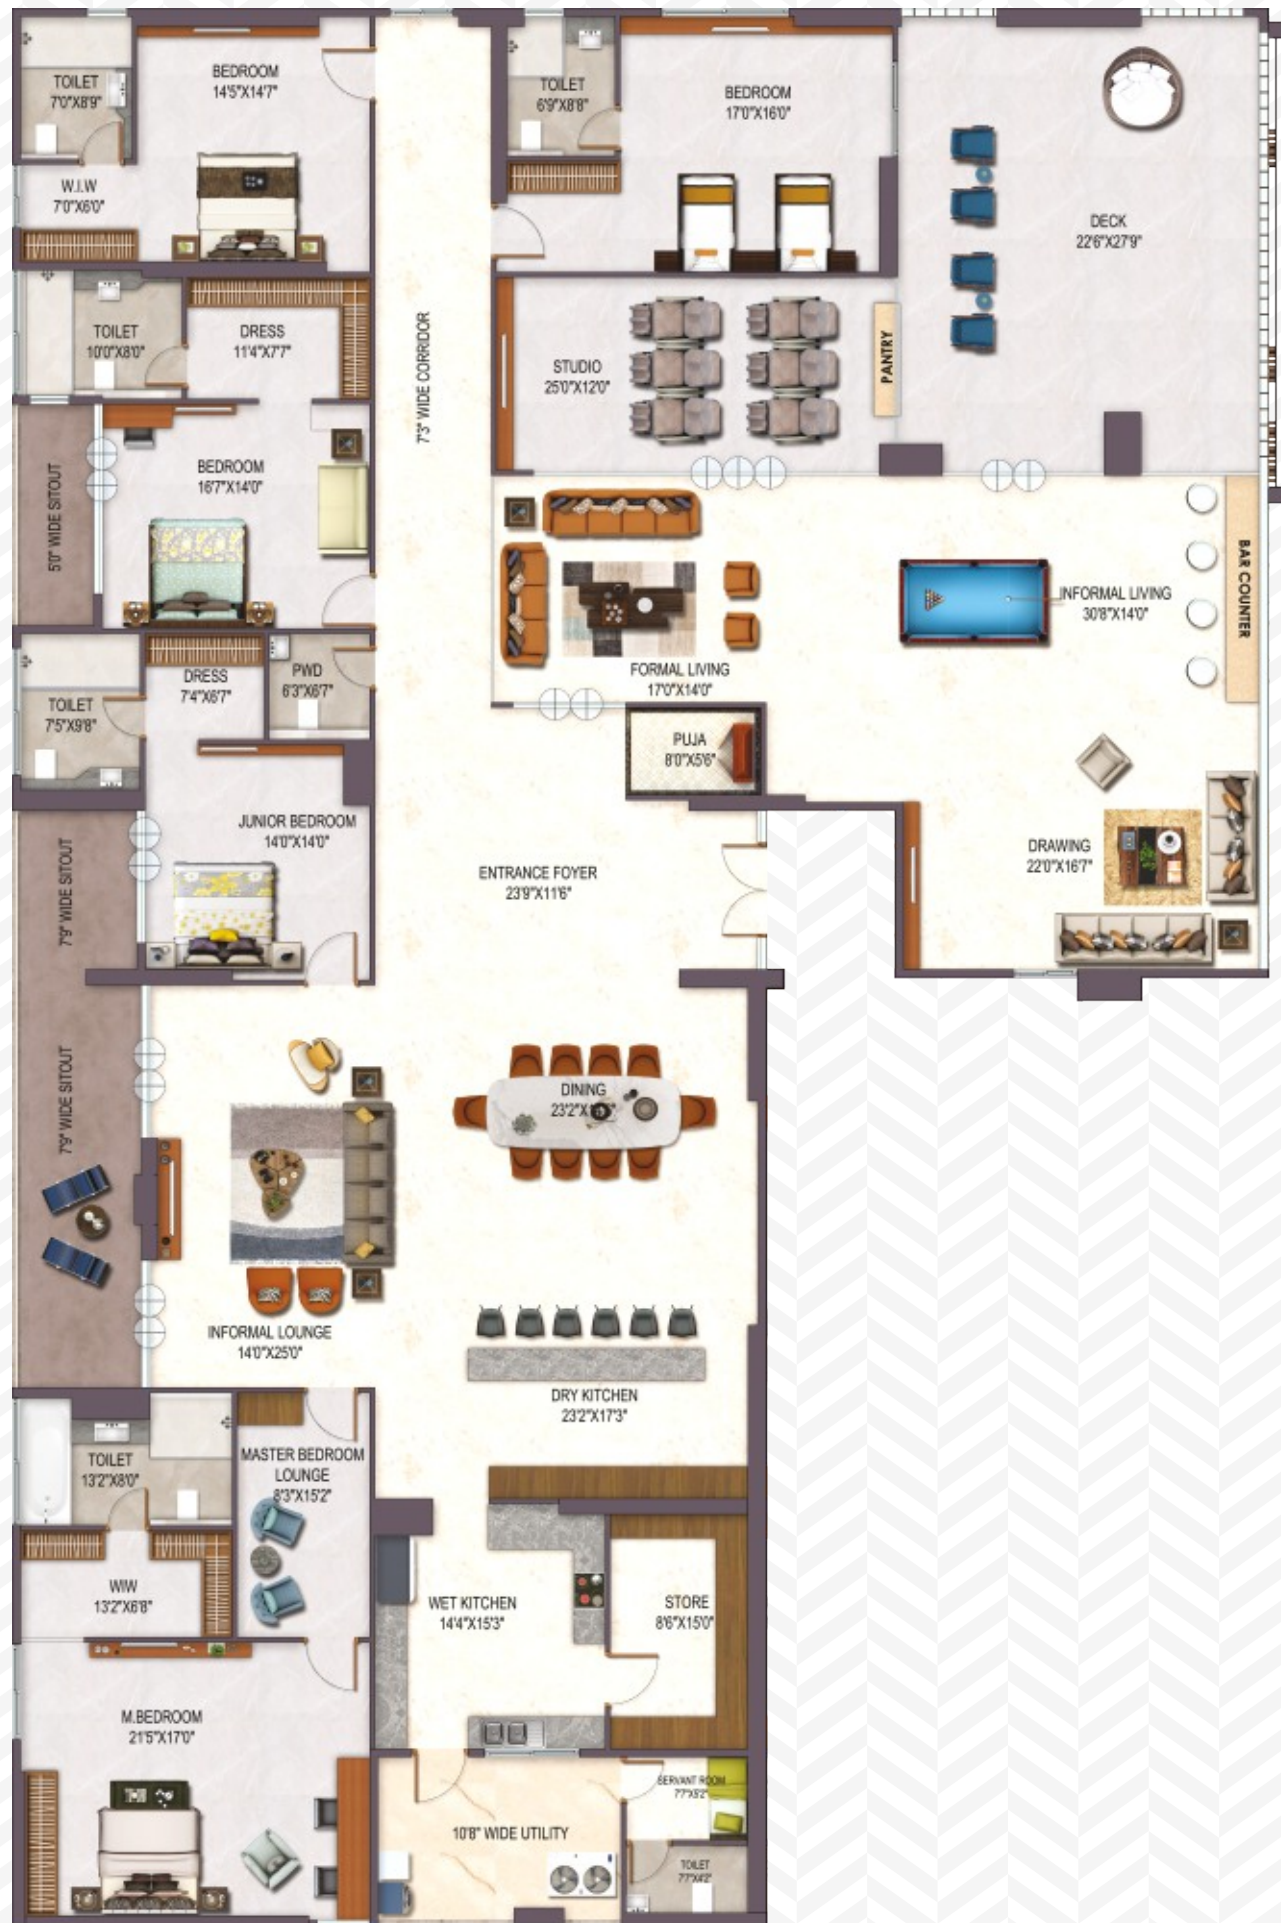 TOILET
7'0"X8'9"
BEDROOM
14'5"X14'7"
W.I.W
7'0"X6'0"
TOILET
6'9"X8'8"
BEDROOM
17'0"X16'0"
DECK
22'6"X27'9"
TOILET
10'0"X8'0"
DRESS
11'4"X7'7"
7'3" WIDE CORRIDOR
STUDIO
25'0"X12'0"
PANTRY
5'0" WIDE SITOUT
BEDROOM
16'7"X14'0"
INFORMAL LIVING
30'8"X14'0"
BAR COUNTER
FORMAL LIVING
17'0"X14'0"
DRESS
7'4"X6'7"
PWD
6'3"X6'7"
TOILET
7'5"X9'8"
PUJA
8'0"X5'6"
JUNIOR BEDROOM
14'0"X14'0"
7'9" WIDE SITOUT
ENTRANCE FOYER
23'9"X11'6"
DRAWING
22'0"X16'7"
7'9" WIDE SITOUT
DINING
INFORMAL LOUNGE
14'0"X25'0"
DRY KITCHEN
23'2"X17'3"
TOILET
13'2"X8'0"
MASTER BEDROOM
LOUNGE
8'3"X15'2"
WIW
13'2"X6'8"
WET KITCHEN
14'4"X15'3"
STORE
8'6"X15'0"
M.BEDROOM
21'5"X17'0"
SERVANT ROOM
10'8" WIDE UTILITY
TOILET
7'7"X4'2"